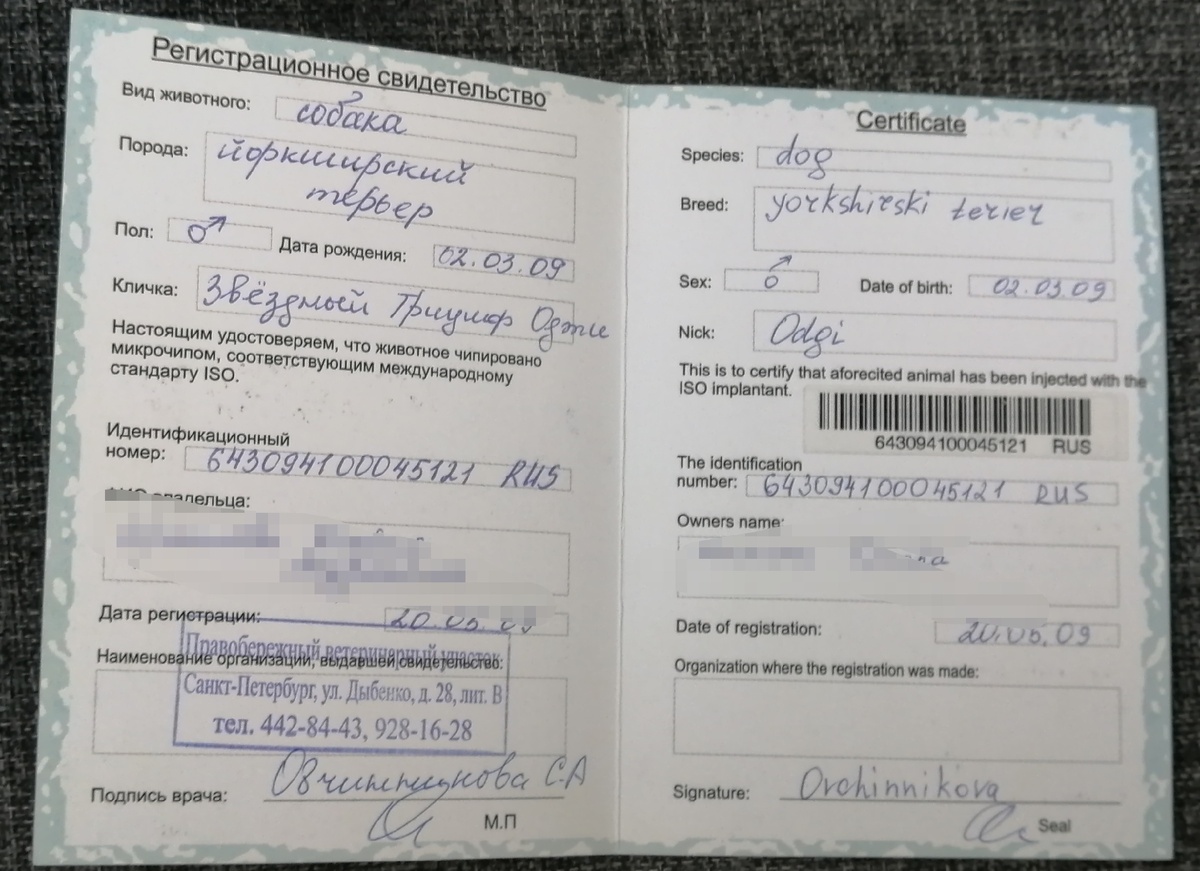 Регистрационное свидетельство
Вид животного: собака
Порода: йоркширский
терьер
Пол: ♂ Дата рождения: 02.03.09
Кличка: Звёздный Триумф Оджи
Настоящим удостоверяем, что животное чипировано
микрочипом, соответствующим международному
стандарту ISO.
Идентификационный
номер: 643094100045121 RUS
владельца:
Дата регистрации:
Наименование организации, выдавшей свидетельство:
Правобережный ветеринарный участок
Санкт-Петербург, ул. Дыбенко, д. 28, лит. В
тел. 442-84-43, 928-16-28
Подпись врача: Овчинникова С.А
М.П
Certificate
Species: dog
Breed: yorkshirski terier
Sex: ♂ Date of birth: 02.03.09
Nick: Odgi
This is to certify that aforecited animal has been injected with the
ISO implantant.
643094100045121 RUS
The identification
number: 643094100045121 RUS
Owners name:
Date of registration: 20.05.09
Organization where the registration was made:
Signature: Ovchinnikova
Seal